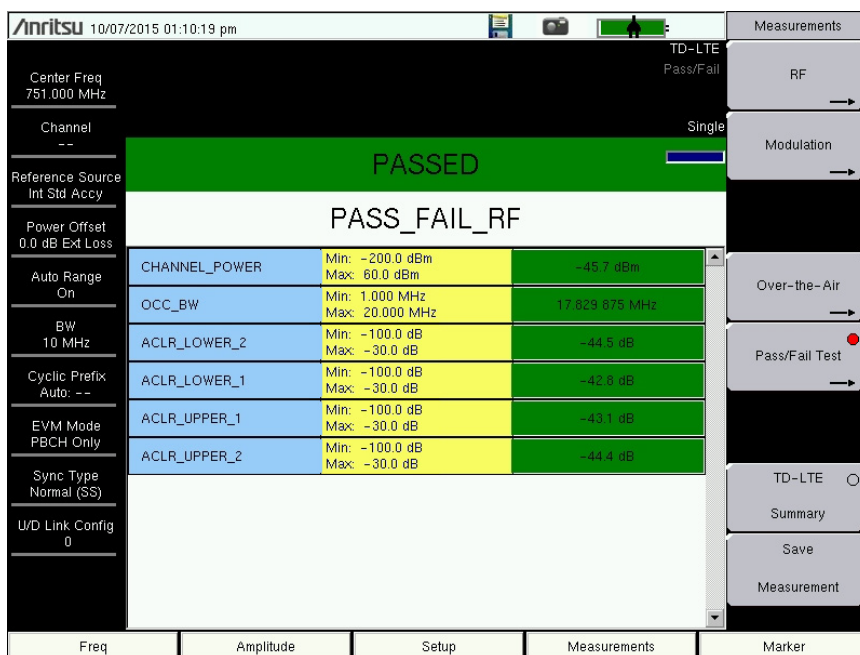 Anritsu 10/07/2015 01:10:19 pm
TD-LTE
Pass/Fail
Single
Center Freq
751.000 MHz
Channel
--
Reference Source
Int Std Accy
Power Offset
0.0 dB Ext Loss
Auto Range
On
BW
10 MHz
Cyclic Prefix
Auto: --
EVM Mode
PBCH Only
Sync Type
Normal (SS)
U/D Link Config
0
PASSED
PASS_FAIL_RF
CHANNEL_POWER Min: -200.0 dBm -45.7 dBm
Max: 60.0 dBm
OCC_BW Min: 1.000 MHz 17.829 875 MHz
Max: 20.000 MHz
ACLR_LOWER_2 Min: -100.0 dB -44.5 dB
Max: -30.0 dB
ACLR_LOWER_1 Min: -100.0 dB -42.8 dB
Max: -30.0 dB
ACLR_UPPER_1 Min: -100.0 dB -43.1 dB
Max: -30.0 dB
ACLR_UPPER_2 Min: -100.0 dB -44.4 dB
Max: -30.0 dB
Measurements
RF
Modulation
Over-the-Air
Pass/Fail Test
TD-LTE
Summary
Save
Measurement
Freq Amplitude Setup Measurements Marker